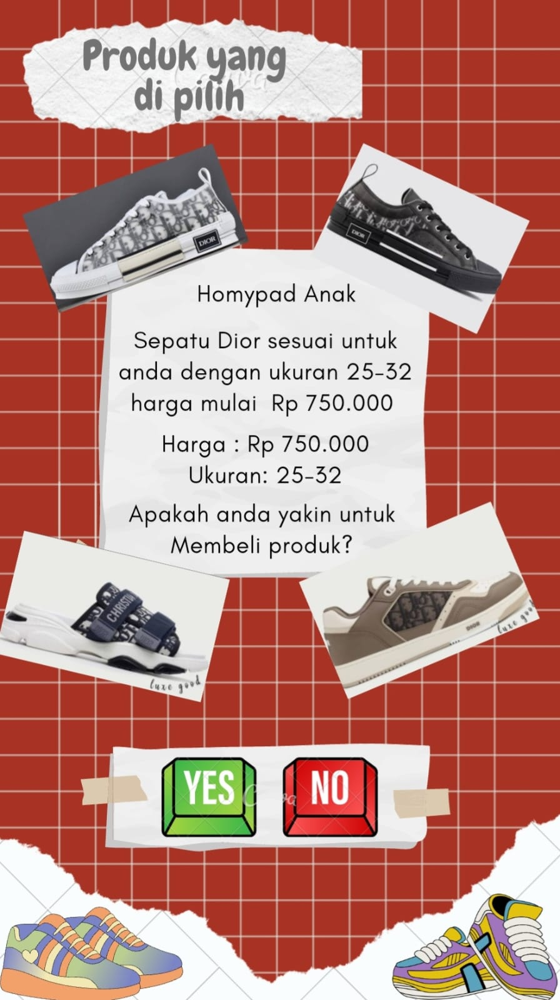 Produk yang
di pilih
DIOR
DIOR
Homypad Anak
Sepatu Dior sesuai untuk
anda dengan ukuran 25-32
harga mulai Rp 750.000
Harga : Rp 750.000
Ukuran: 25-32
Apakah anda yakin untuk
Membeli produk?
CHRISTIAN
DIOR
luxe good
luxe good
YES
NO